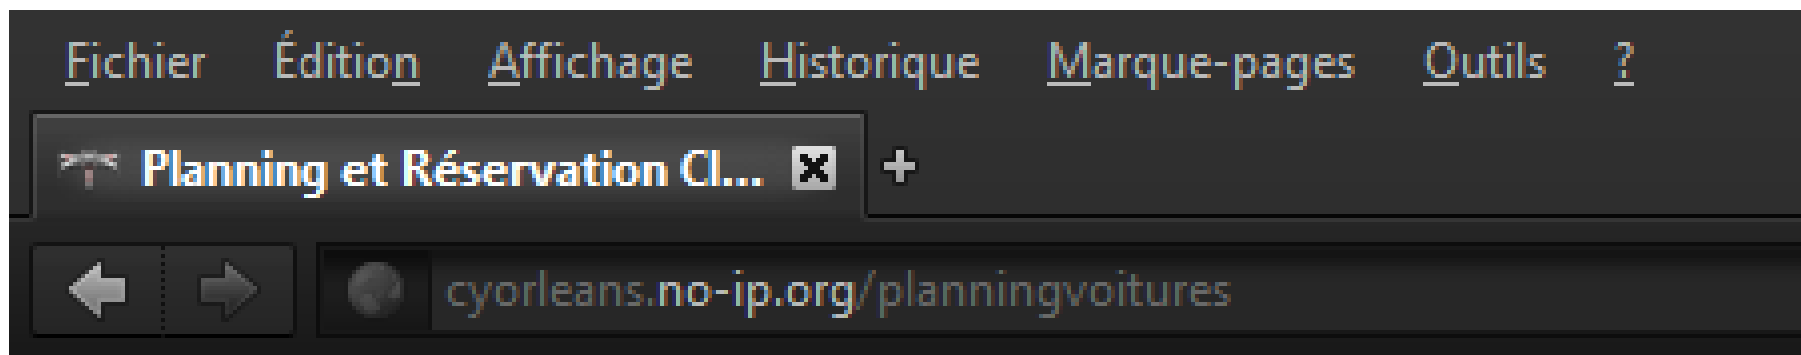 Fichier Édition Affichage Historique Marque-pages Outils ?
Planning et Réservation Cl...
cyorleans.no-ip.org/planningvoitures